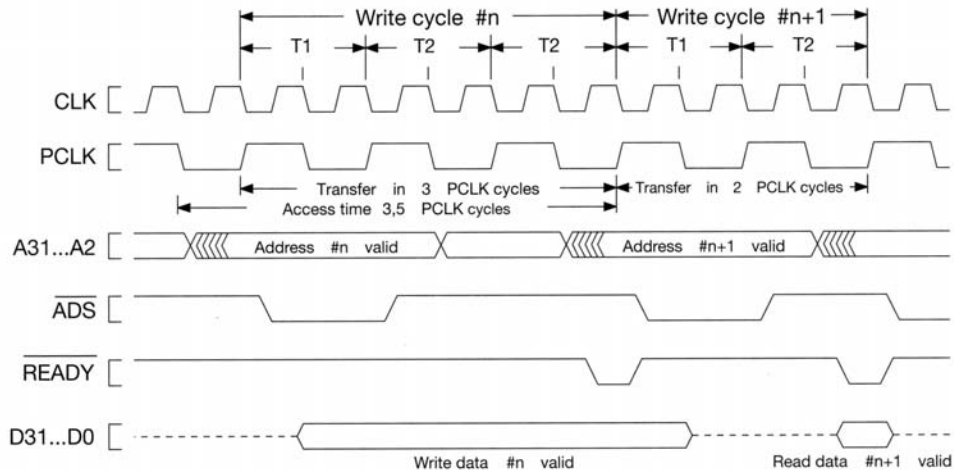 Write cycle #n
Write cycle #n+1
T1 T2 T2 T1 T2
CLK
PCLK
Transfer in 3 PCLK cycles
Transfer in 2 PCLK cycles
Access time 3,5 PCLK cycles
A31...A2
Address #n valid
Address #n+1 valid
ADS
READY
D31...D0
Write data #n valid
Read data #n+1 valid